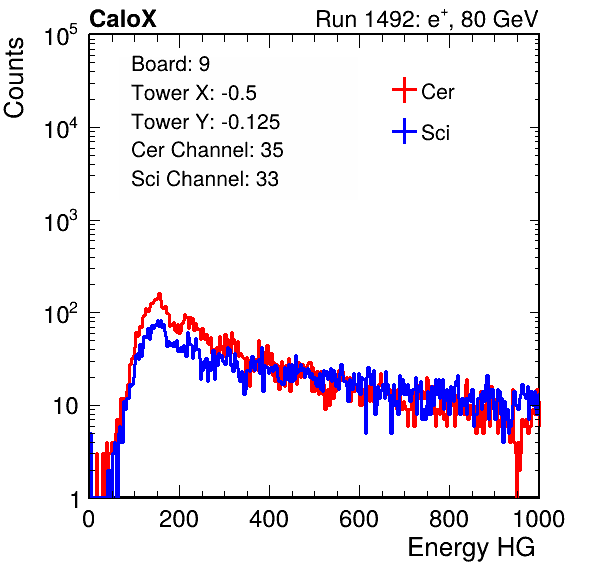 CaloX Run 1492: e+, 80 GeV
Counts
Board: 9
Tower X: -0.5
Tower Y: -0.125
Cer Channel: 35
Sci Channel: 33
Cer
Sci
10^5
10^4
10^3
10^2
10
1
0 200 400 600 800 1000
Energy HG